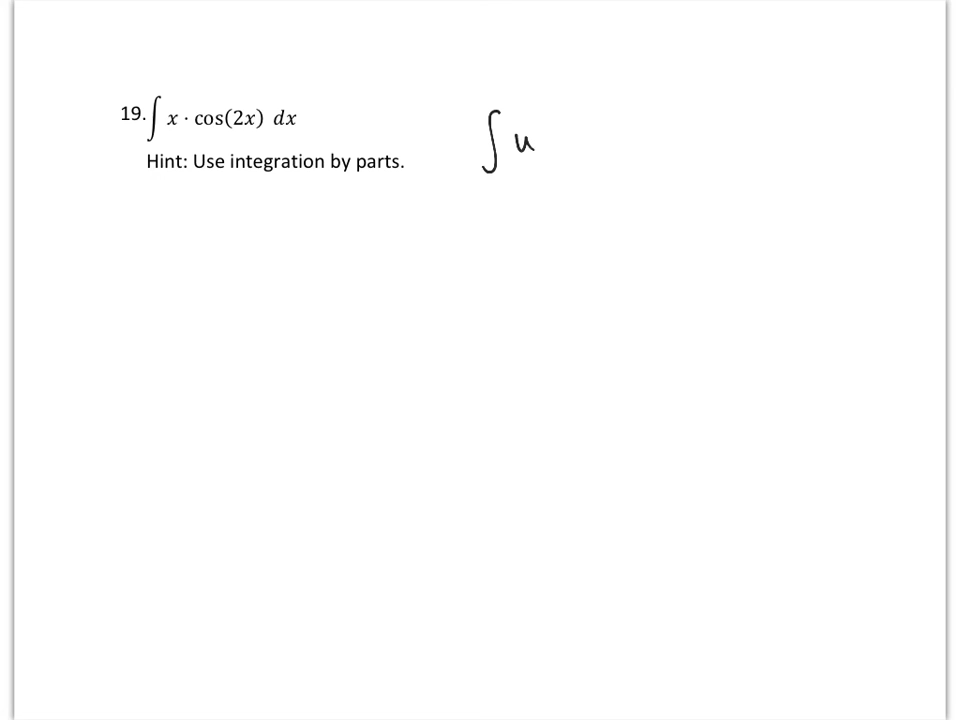 19. ∫ x · cos(2x) dx
∫ u
Hint: Use integration by parts.